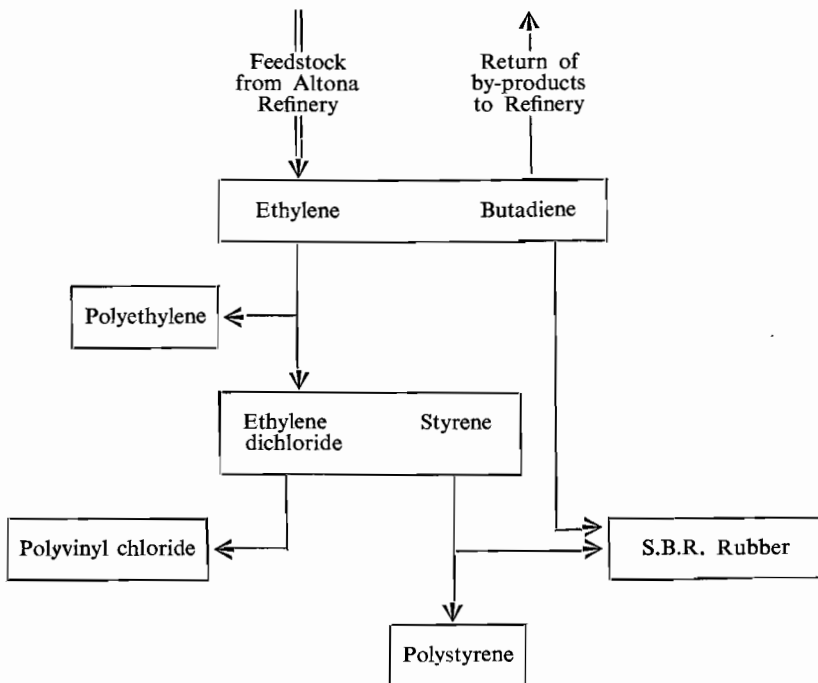 Feedstock
from Altona
Refinery
Return of
by-products
to Refinery
Ethylene
Butadiene
Polyethylene
Ethylene
dichloride
Styrene
Polyvinyl chloride
S.B.R. Rubber
Polystyrene